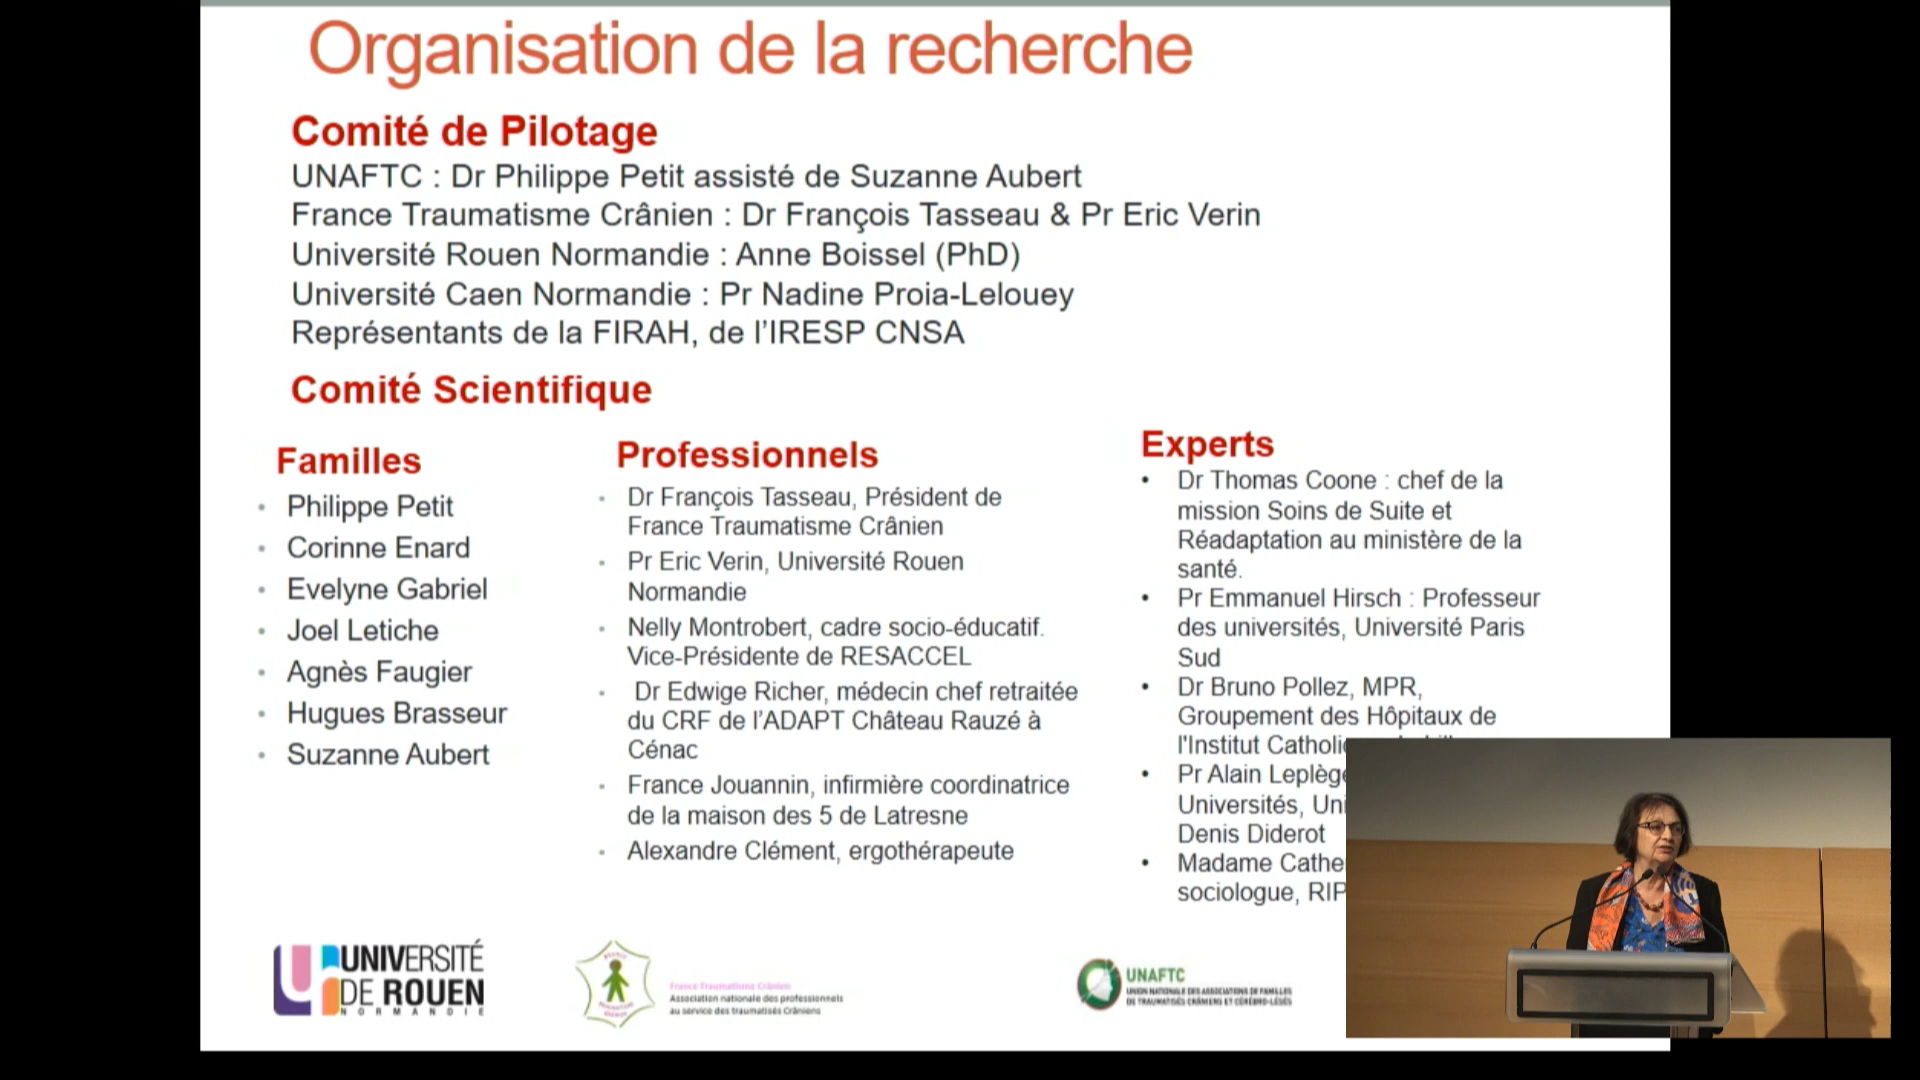 Organisation de la recherche
Comité de Pilotage
UNAFTC : Dr Philippe Petit assisté de Suzanne Aubert
France Traumatisme Crânien : Dr François Tasseau & Pr Eric Verin
Université Rouen Normandie : Anne Boissel (PhD)
Université Caen Normandie : Pr Nadine Proia-Lelouey
Représentants de la FIRAH, de l’IRESP CNSA
Comité Scientifique
Familles
• Philippe Petit
• Corinne Enard
• Evelyne Gabriel
• Joel Letiche
• Agnès Faugier
• Hugues Brasseur
• Suzanne Aubert
Professionnels
• Dr François Tasseau, Président de
France Traumatisme Crânien
• Pr Eric Verin, Université Rouen
Normandie
• Nelly Montrobert, cadre socio-éducatif.
Vice-Présidente de RESACCEL
• Dr Edwige Richer, médecin chef retraitée
du CRF de l’ADAPT Château Rauzé à
Cénac
• France Jouannin, infirmière coordinatrice
de la maison des 5 de Latresne
• Alexandre Clément, ergothérapeute
Experts
• Dr Thomas Coone : chef de la
mission Soins de Suite et
Réadaptation au ministère de la
santé.
• Pr Emmanuel Hirsch : Professeur
des universités, Université Paris
Sud
• Dr Bruno Pollez, MPR,
Groupement des Hôpitaux de
l'Institut
• Pr Alain Leplège
Universités,
Denis Diderot
• Madame
sociologue,
UNIVERSITÉ
DE ROUEN
NORMANDIE
France Traumatisme Crânien
Association nationale des professionnels
au service des traumatisés Crâniens
UNAFTC
UNION NATIONALE DES ASSOCIATIONS DE FAMILLES
DE TRAUMATISÉS CRÂNIENS ET CÉRÉBRO-LÉSÉS